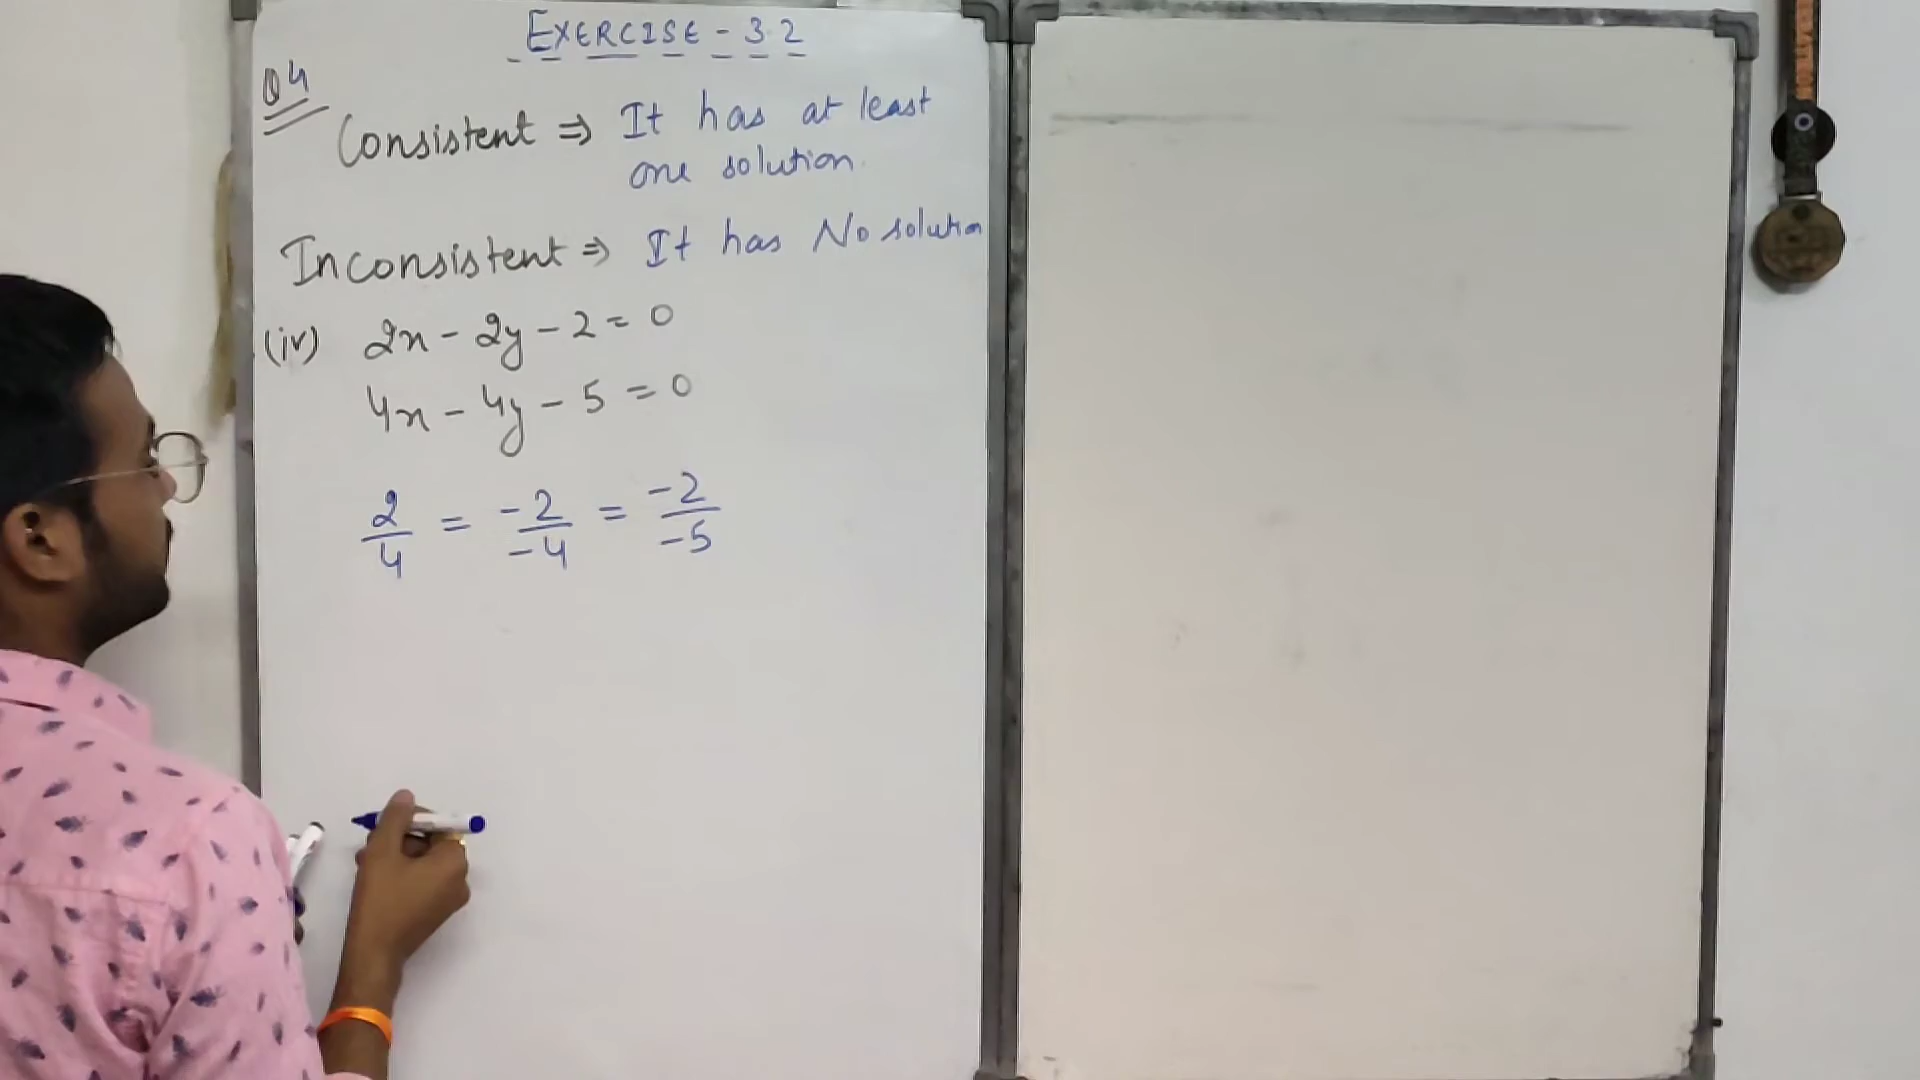 EXERCISE - 3.2
Q4
Consistent ⇒ It has at least
one solution.
Inconsistent ⇒ It has No solution
(iv) 2x - 2y - 2 = 0
4x - 4y - 5 = 0
2/4 = -2/-4 = -2/-5